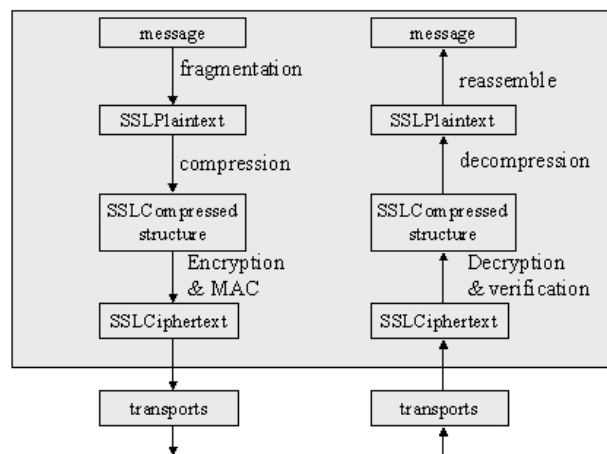 message
fragmentation
SSLPlaintext
compression
SSLCompressed
structure
Encryption
& MAC
SSLCiphertext
transports
message
reassemble
SSLPlaintext
decompression
SSLCompressed
structure
Decryption
& verification
SSLCiphertext
transports